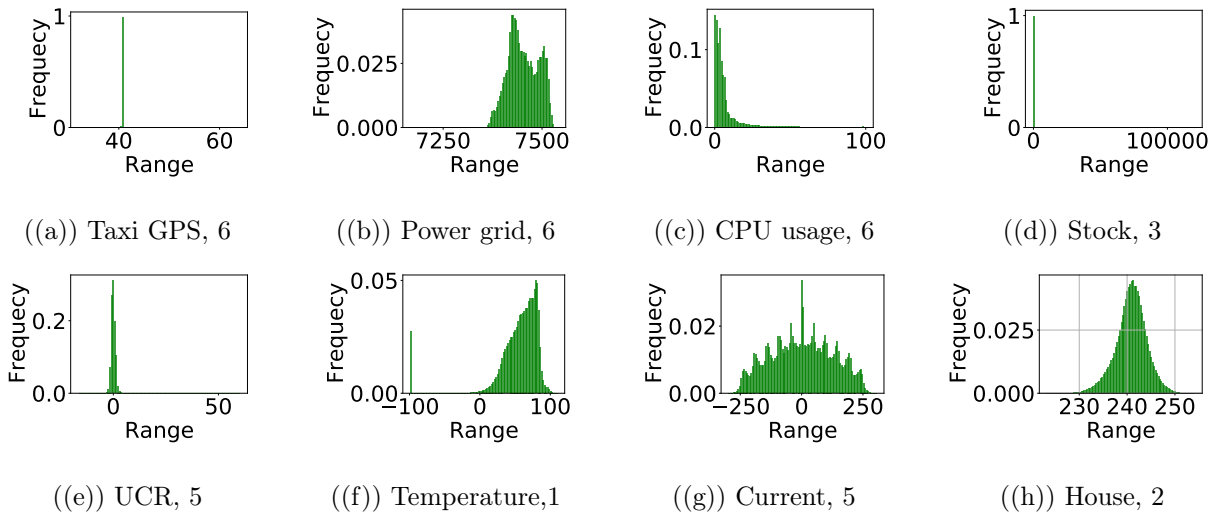 Frequecy
1
0
40
60
Range
((a)) Taxi GPS, 6
Frequecy
0.025
0.000
7250
7500
Range
((b)) Power grid, 6
Frequecy
0.1
0.0
0
100
Range
((c)) CPU usage, 6
Frequecy
1
0
0
100000
Range
((d)) Stock, 3
Frequecy
0.2
0.0
0
50
Range
((e)) UCR, 5
Frequecy
0.05
0.00
−100
0
100
Range
((f)) Temperature,1
Frequecy
0.02
0.00
−250
0
250
Range
((g)) Current, 5
Frequecy
0.025
0.000
230
240
250
Range
((h)) House, 2